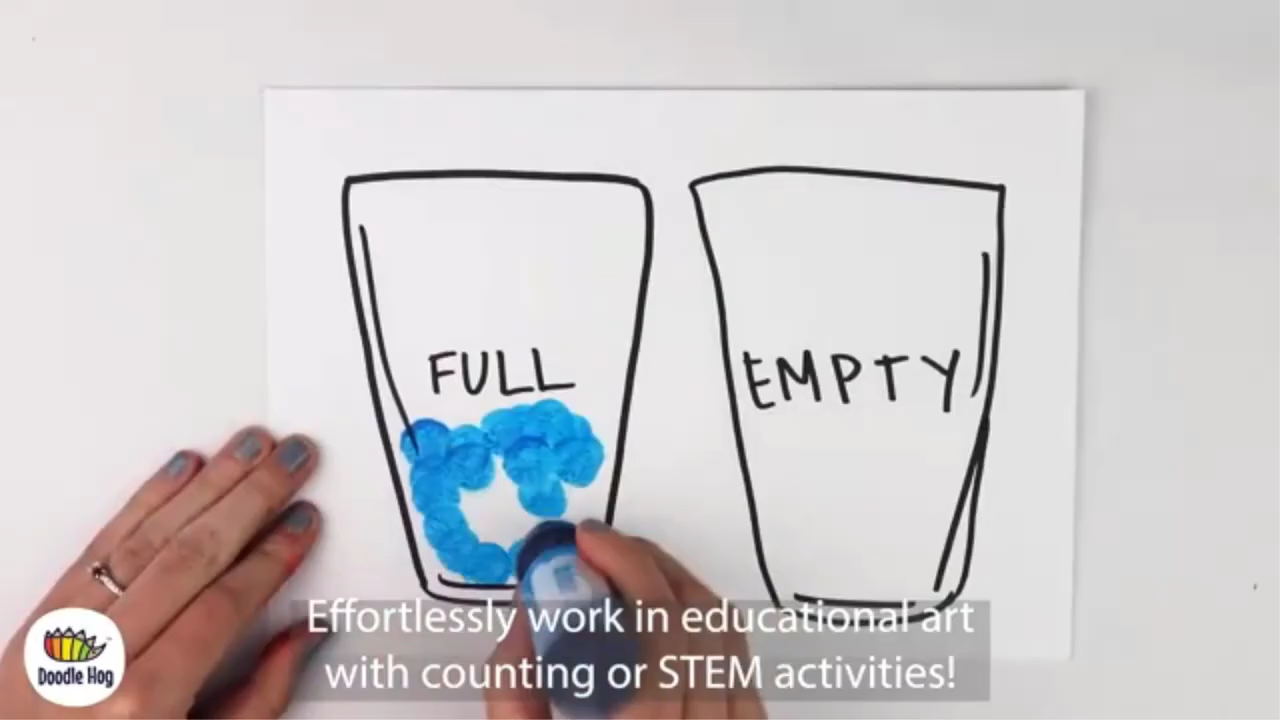 FULL
EMPTY
Effortlessly work in educational art
with counting or STEM activities!
Doodle Hog